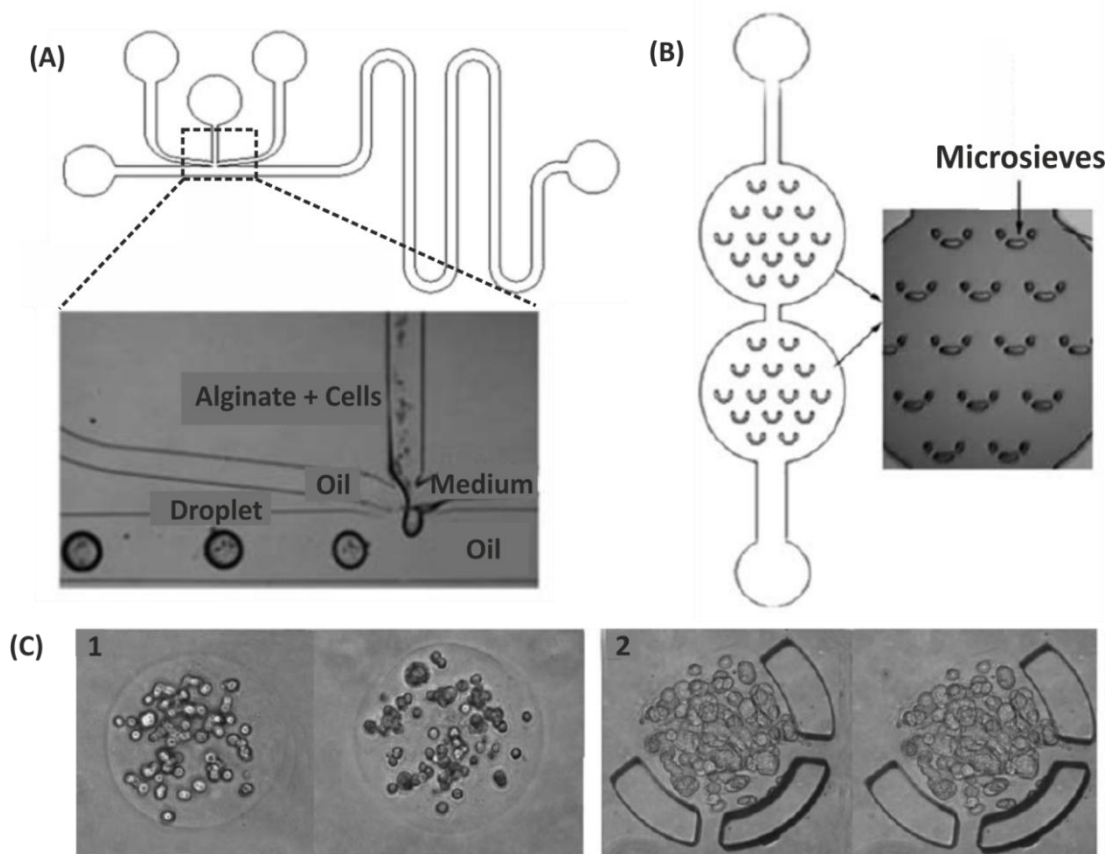 (A)
(B)
Microsieves
Alginate + Cells
Oil
Medium
Droplet
Oil
(C)
1
2